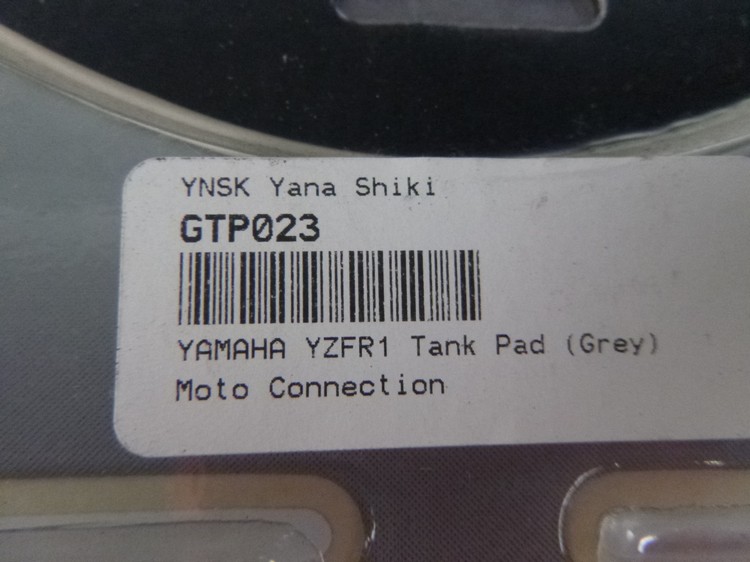 YNSK Yana Shiki
GTP023
YAMAHA YZFR1 Tank Pad (Grey)
Moto Connection